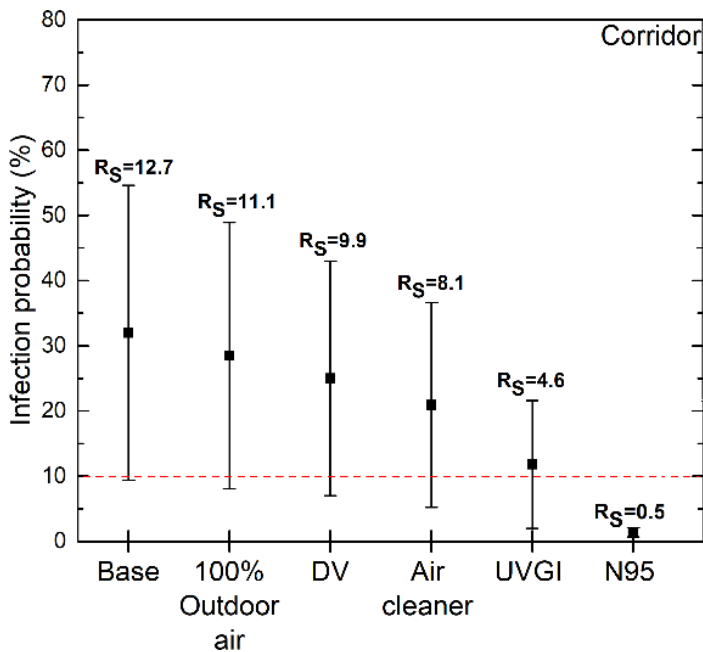 Corridor
Infection probability (%)
80
70
60
50
40
30
20
10
0
RS=12.7
RS=11.1
RS=9.9
RS=8.1
RS=4.6
RS=0.5
Base
100%
Outdoor
air
DV
Air
cleaner
UVGI
N95